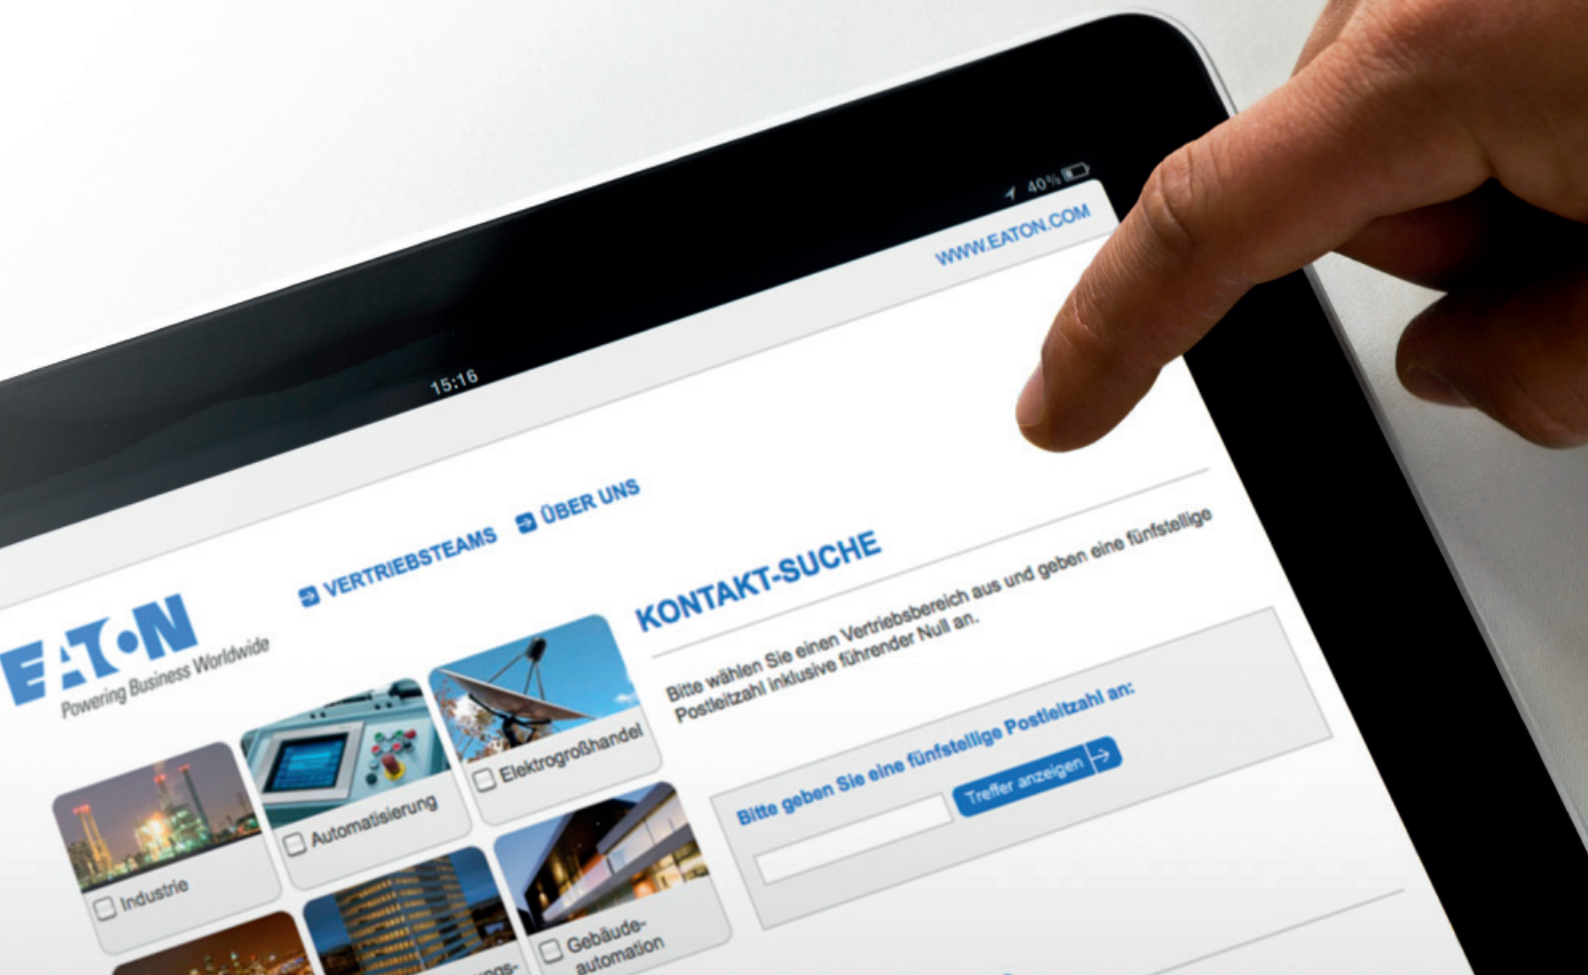 40%
WWW.EATON.COM
15:16
EATON
Powering Business Worldwide
VERTRIEBSTEAMS
ÜBER UNS
KONTAKT-SUCHE
Bitte wählen Sie einen Vertriebsbereich aus und geben eine fünfstellige
Postleitzahl inklusive führender Null an.
Bitte geben Sie eine fünfstellige Postleitzahl an:
Treffer anzeigen
Industrie
Automatisierung
Elektrogroßhandel
Gebäude-
automation